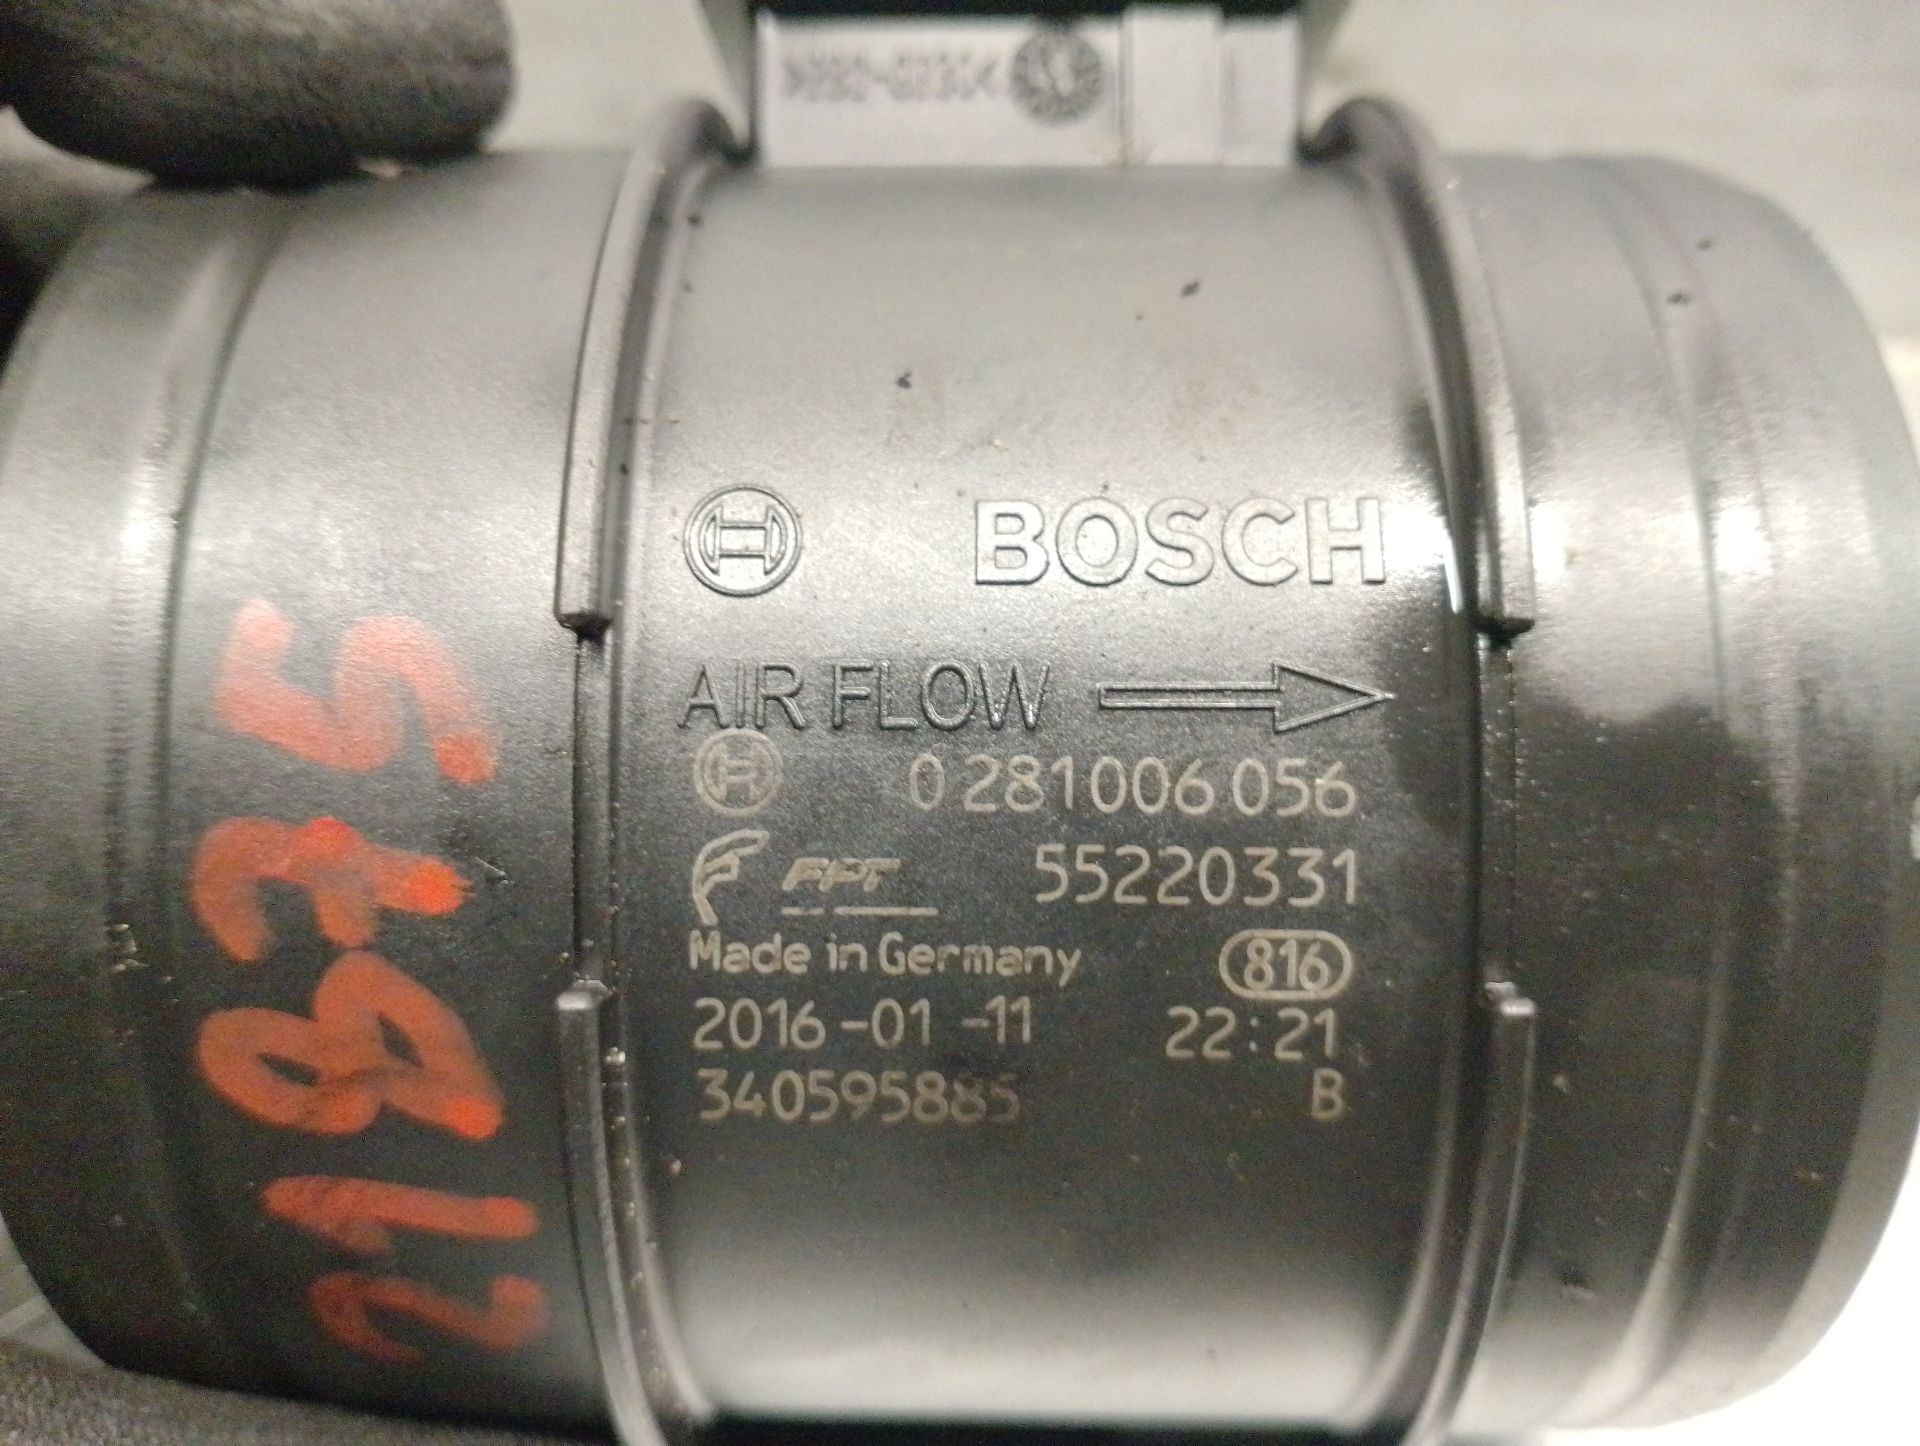 BOSCH
AIR FLOW
0 281 006 056
FPT 55220331
Made in Germany 816
2016-01-11 22:21
340595885 B
21875